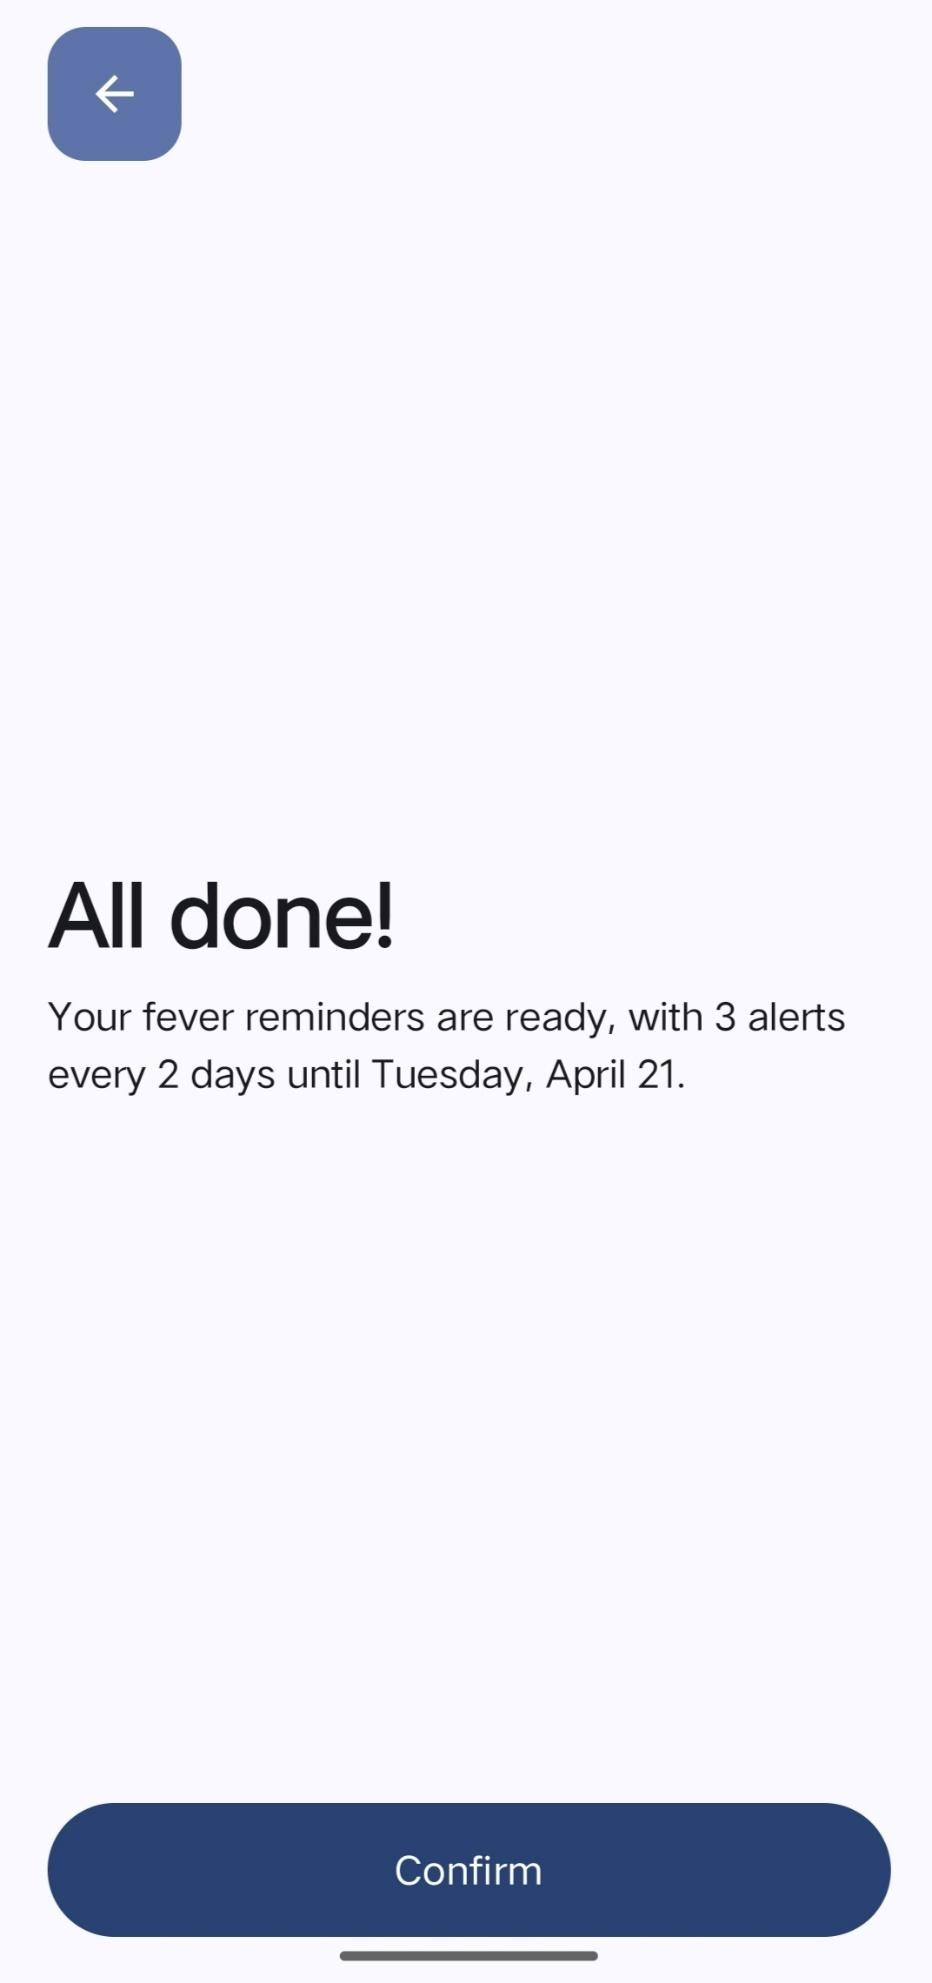 All done!
Your fever reminders are ready, with 3 alerts
every 2 days until Tuesday, April 21.
Confirm